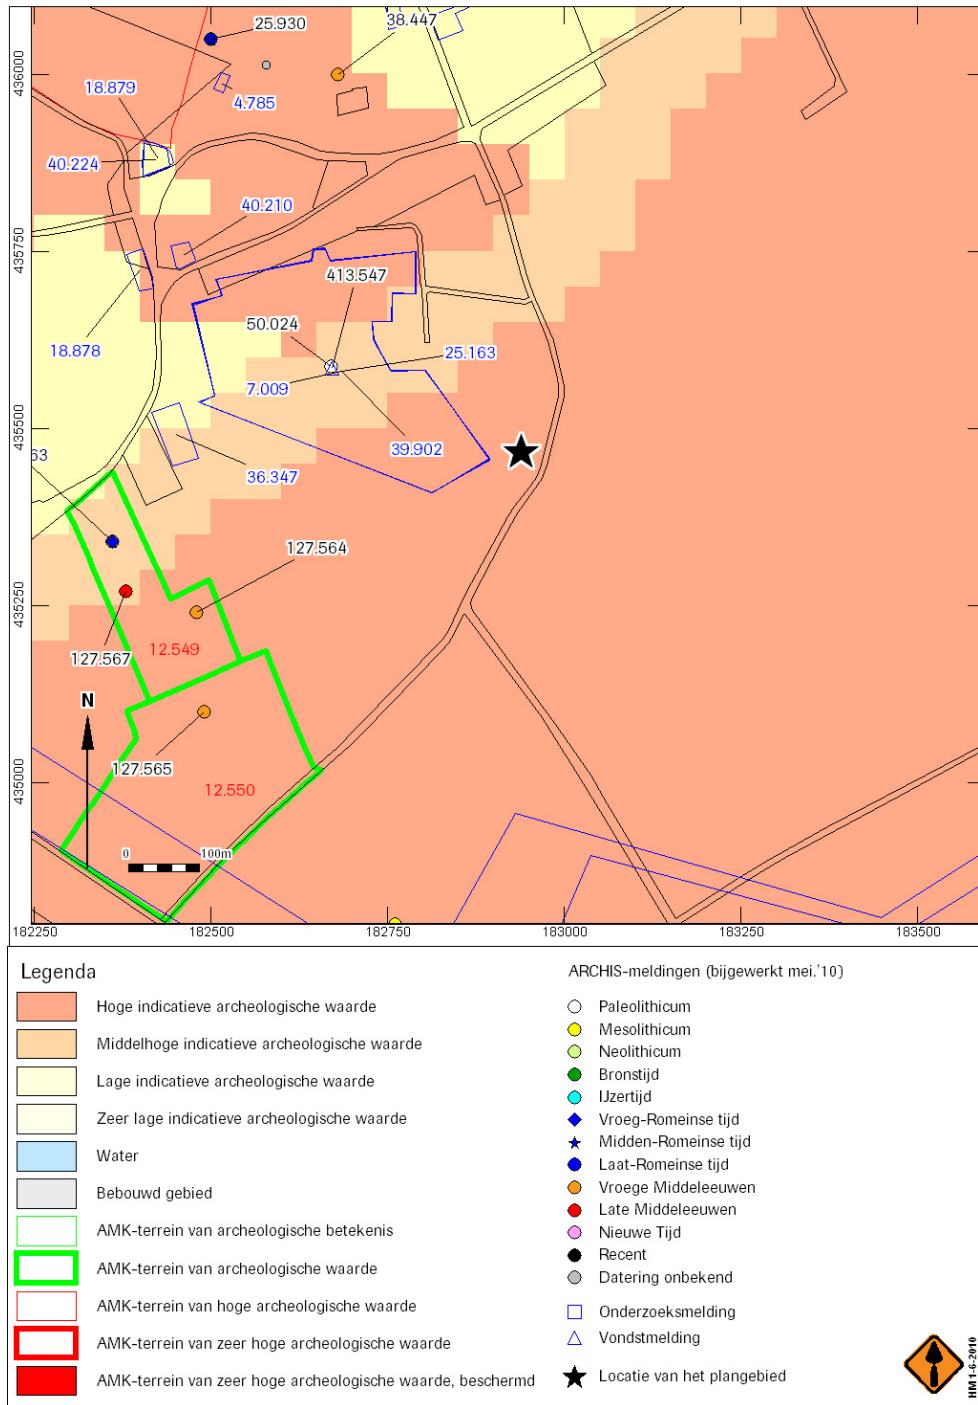 25.930
38.447
436000
18.879
4.785
40.224
40.210
435750
413.547
50.024
18.878
25.163
7.009
435500
39.902
63
36.347
127.564
435250
12.549
127.567
N
127.565
435000
12.550
0 100m
182250 182500 182750 183000 183250 183500
Legenda
Hoge indicatieve archeologische waarde
Middelhoge indicatieve archeologische waarde
Lage indicatieve archeologische waarde
Zeer lage indicatieve archeologische waarde
Water
Bebouwd gebied
AMK-terrein van archeologische betekenis
AMK-terrein van archeologische waarde
AMK-terrein van hoge archeologische waarde
AMK-terrein van zeer hoge archeologische waarde
AMK-terrein van zeer hoge archeologische waarde, beschermd
ARCHIS-meldingen (bijgewerkt mei.'10)
Paleolithicum
Mesolithicum
Neolithicum
Bronstijd
IJzertijd
Vroeg-Romeinse tijd
Midden-Romeinse tijd
Laat-Romeinse tijd
Vroege Middeleeuwen
Late Middeleeuwen
Nieuwe Tijd
Recent
Datering onbekend
Onderzoeksmelding
Vondstmelding
Locatie van het plangebied
HM 1-6-2010